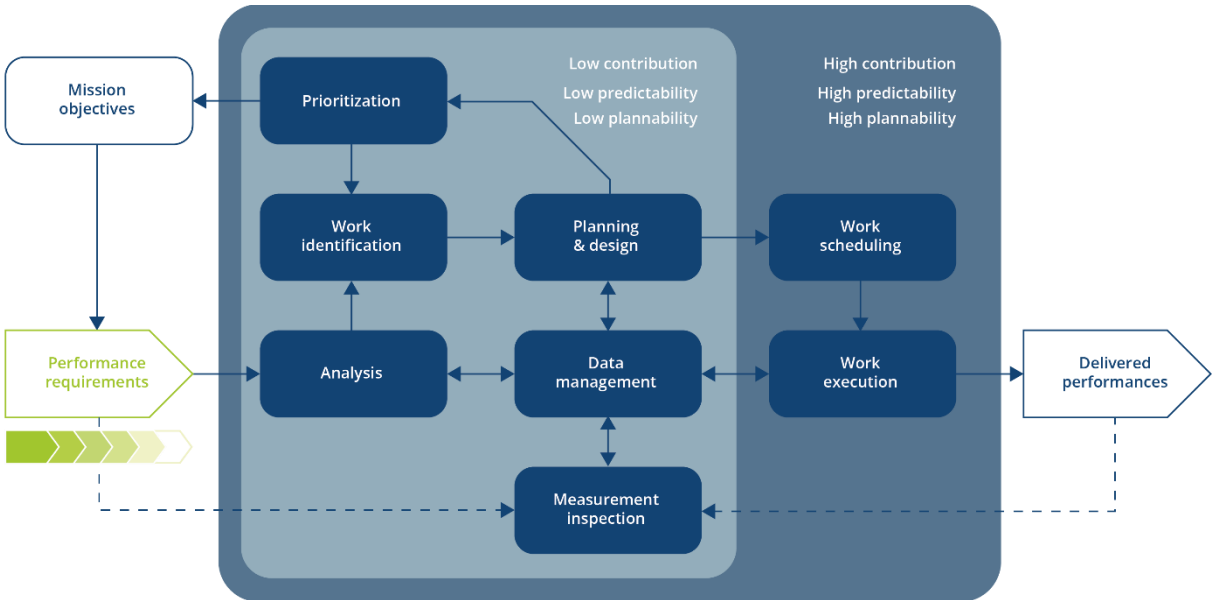 Mission
objectives
Prioritization
Low contribution
Low predictability
Low plannability
High contribution
High predictability
High plannability
Work
identification
Planning
& design
Work
scheduling
Performance
requirements
Analysis
Data
management
Work
execution
Delivered
performances
Measurement
inspection